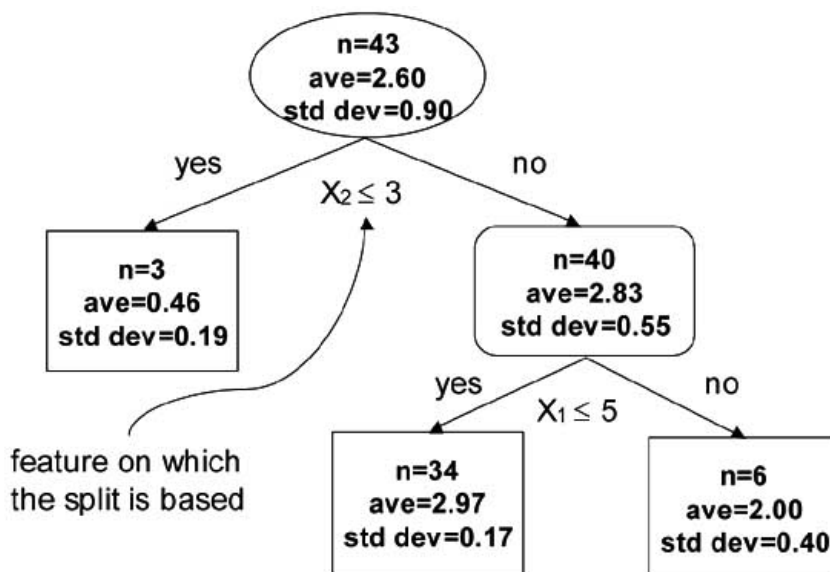 n=43
ave=2.60
std dev=0.90
yes
no
X₂ ≤ 3
n=3
ave=0.46
std dev=0.19
n=40
ave=2.83
std dev=0.55
yes
no
X₁ ≤ 5
feature on which
the split is based
n=34
ave=2.97
std dev=0.17
n=6
ave=2.00
std dev=0.40